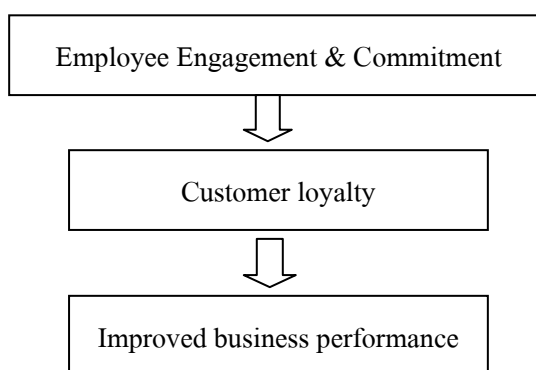 Employee Engagement & Commitment
Customer loyalty
Improved business performance